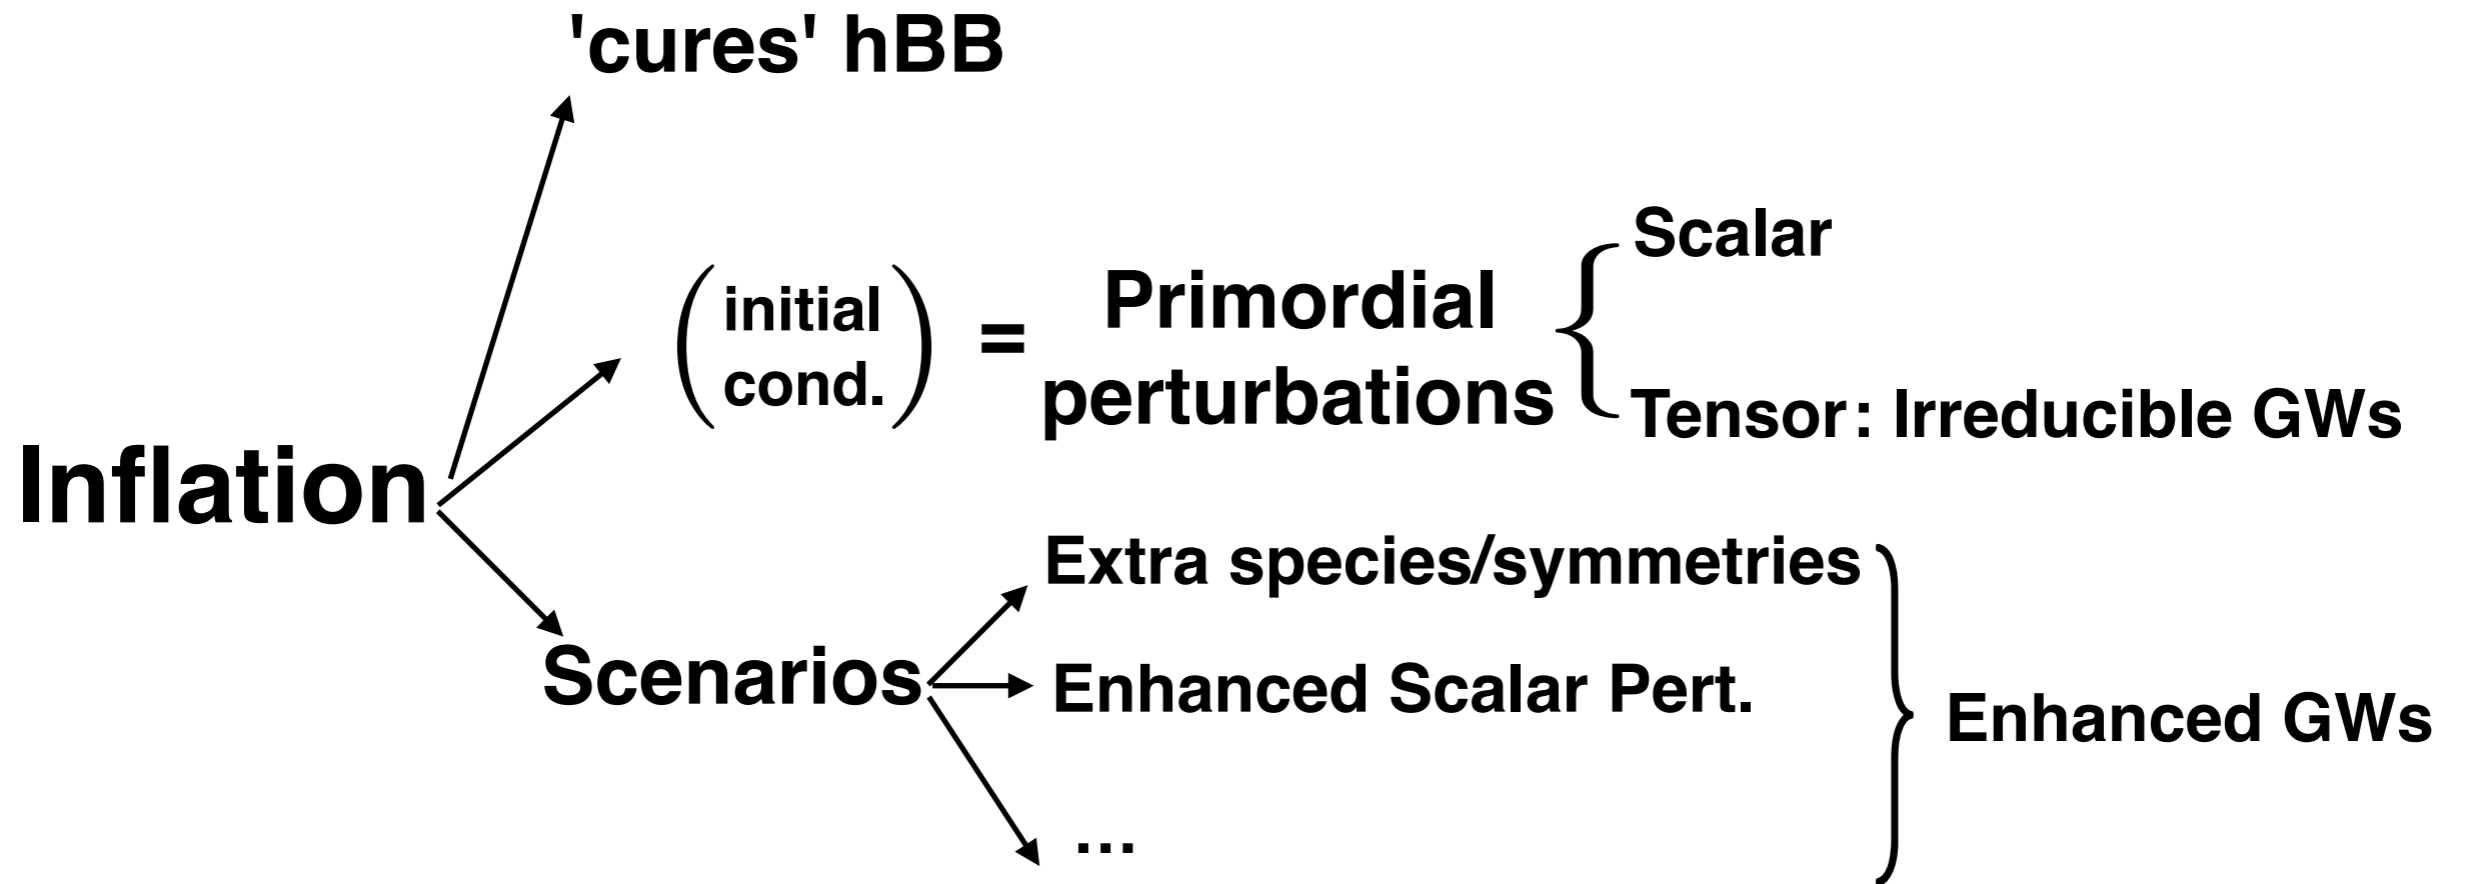 'cures' hBB
initial
cond.
=
Primordial
perturbations
Scalar
Tensor: Irreducible GWs
Inflation
Scenarios
Extra species/symmetries
Enhanced Scalar Pert.
...
Enhanced GWs